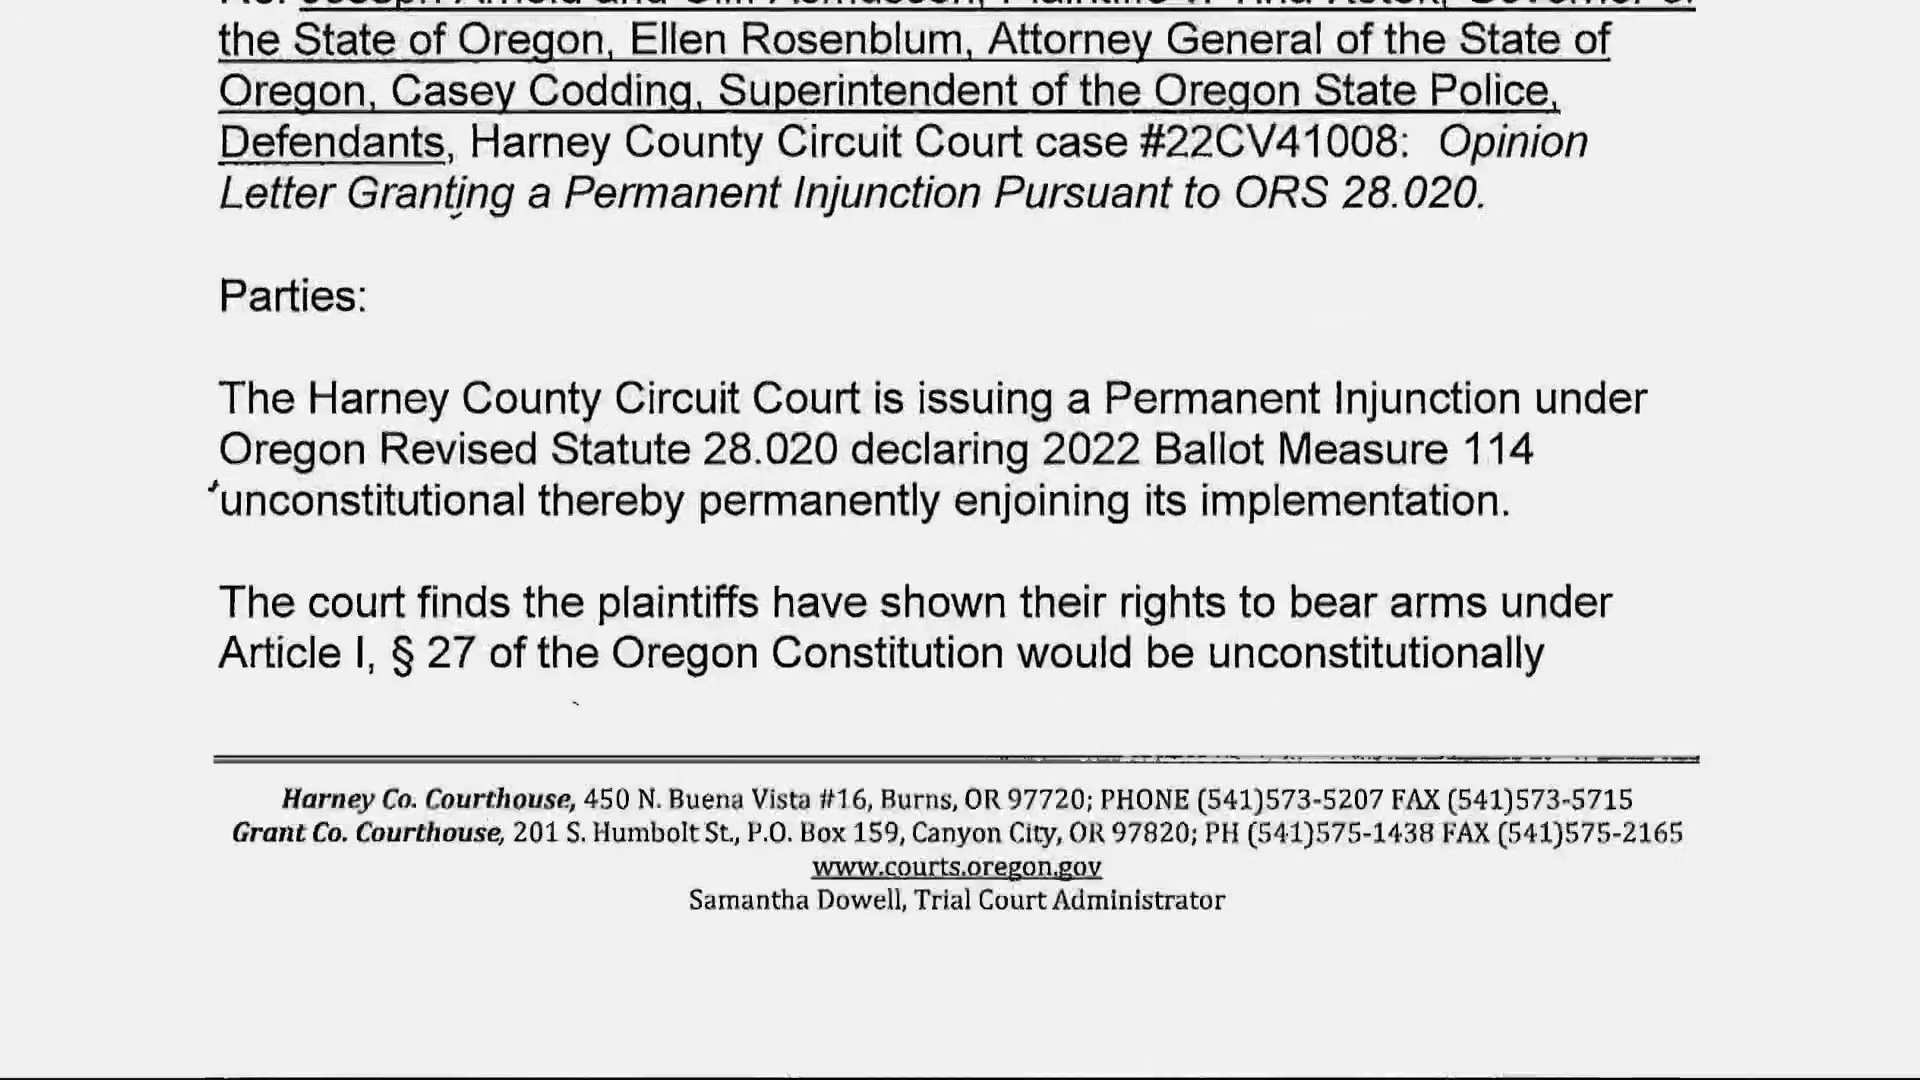 the State of Oregon, Ellen Rosenblum, Attorney General of the State of
Oregon, Casey Codding, Superintendent of the Oregon State Police,
Defendants, Harney County Circuit Court case #22CV41008: Opinion
Letter Granting a Permanent Injunction Pursuant to ORS 28.020.
Parties:
The Harney County Circuit Court is issuing a Permanent Injunction under
Oregon Revised Statute 28.020 declaring 2022 Ballot Measure 114
unconstitutional thereby permanently enjoining its implementation.
The court finds the plaintiffs have shown their rights to bear arms under
Article I, § 27 of the Oregon Constitution would be unconstitutionally
Harney Co. Courthouse, 450 N. Buena Vista #16, Burns, OR 97720; PHONE (541)573-5207 FAX (541)573-5715
Grant Co. Courthouse, 201 S. Humbolt St., P.O. Box 159, Canyon City, OR 97820; PH (541)575-1438 FAX (541)575-2165
www.courts.oregon.gov
Samantha Dowell, Trial Court Administrator